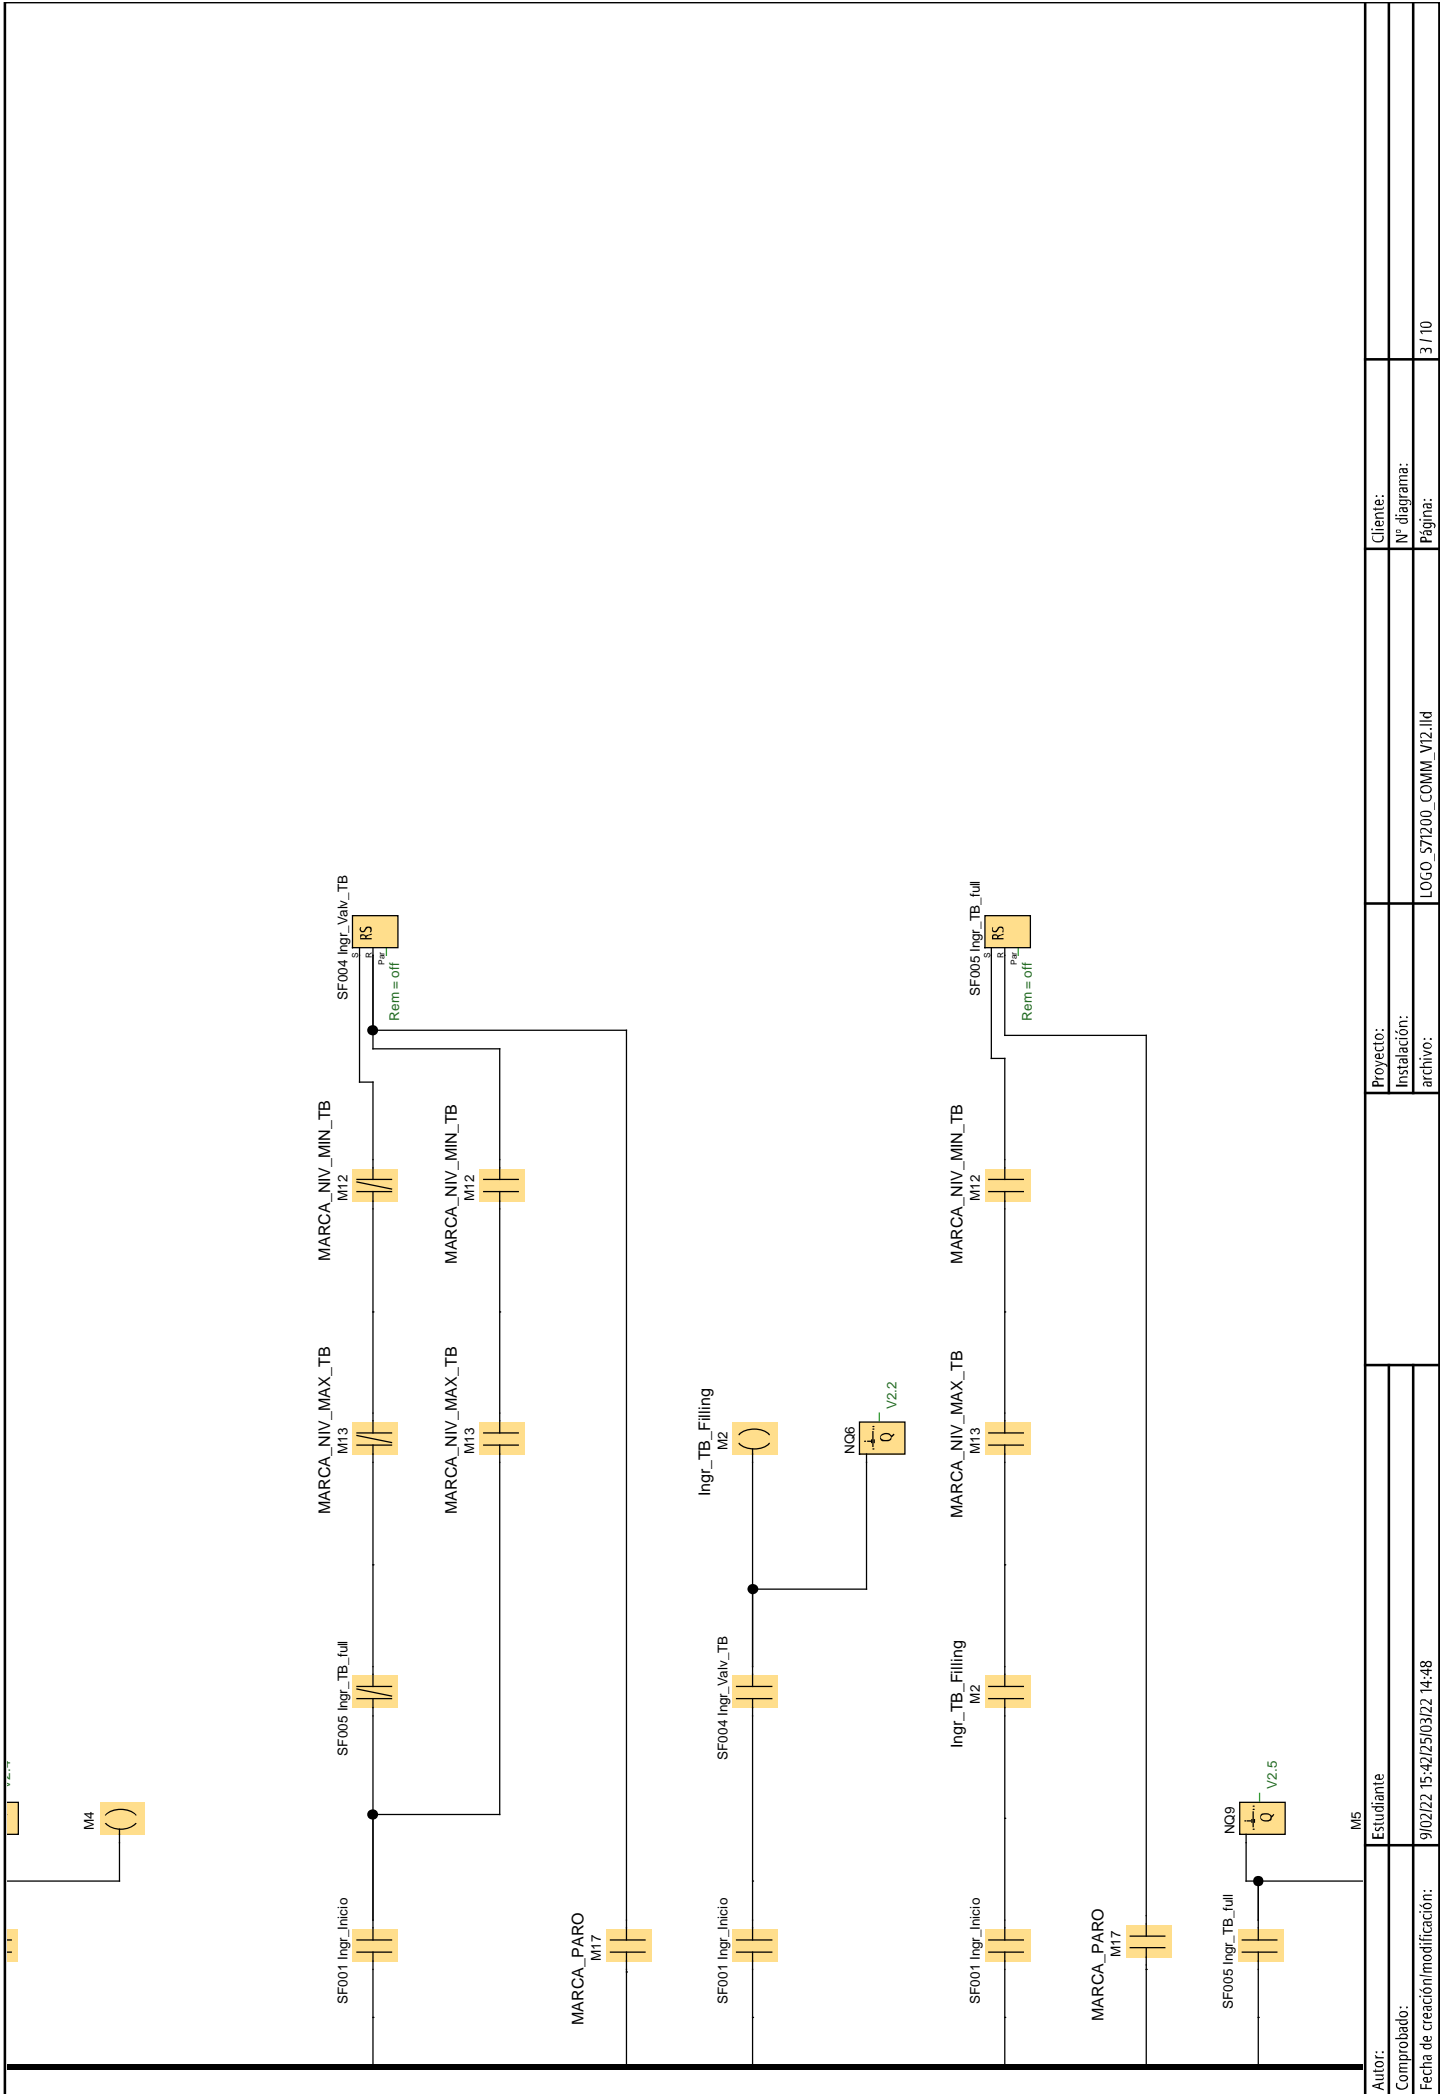 V2.4
M4
SF001 Ingr_Inicio
SF005 Ingr_TB_full
MARCA_NIV_MAX_TB
M13
MARCA_NIV_MIN_TB
M12
SF004 Ingr_Valv_TB
RS
S
R
Par
Rem = off
MARCA_NIV_MAX_TB
M13
MARCA_NIV_MIN_TB
M12
MARCA_PARO
M17
SF001 Ingr_Inicio
SF004 Ingr_Valv_TB
Ingr_TB_Filling
M2
NQ6
Q
V2.2
SF001 Ingr_Inicio
Ingr_TB_Filling
M2
MARCA_NIV_MAX_TB
M13
MARCA_NIV_MIN_TB
M12
SF005 Ingr_TB_full
RS
S
R
Par
Rem = off
MARCA_PARO
M17
SF005 Ingr_TB_full
NQ9
Q
V2.5
M5
Autor:
Estudiante
Proyecto:
Cliente:
Comprobado:
Instalación:
Nº diagrama:
Fecha de creación/modificación:
9/02/22 15:42/25/03/22 14:48
archivo:
LOGO_S71200_COMM_V12.lld
Página:
3 / 10